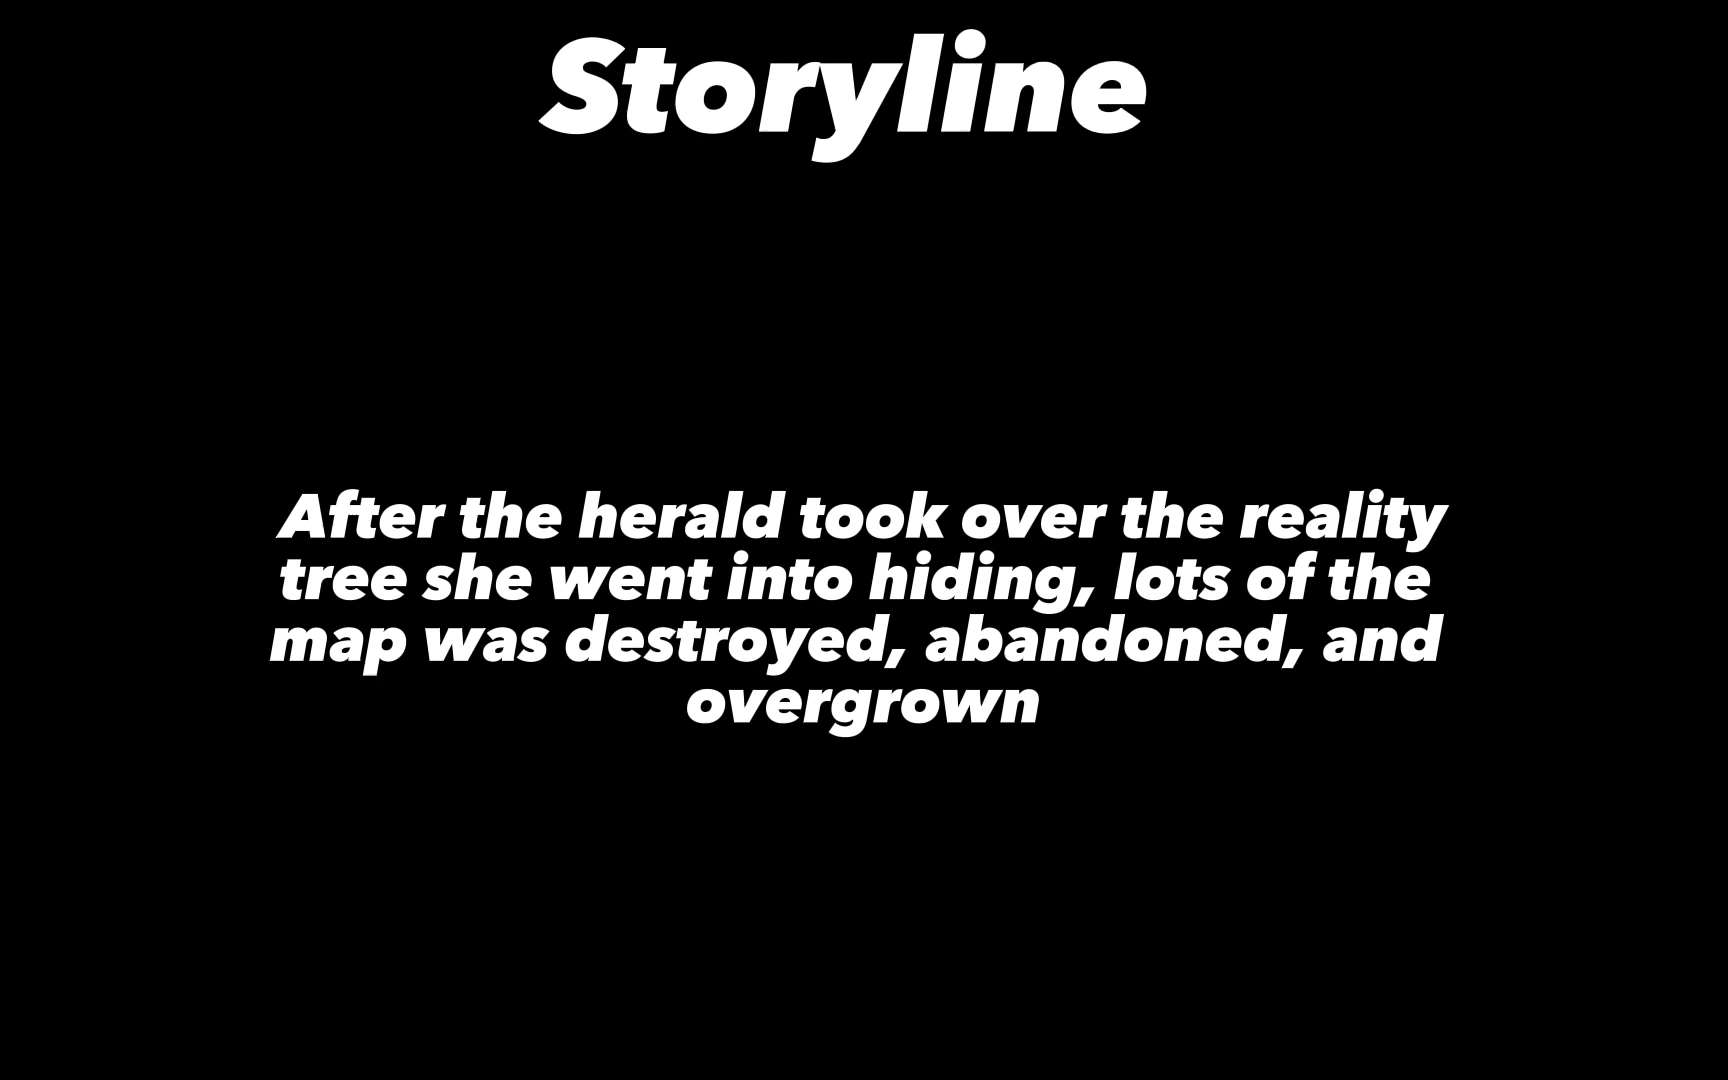 Storyline
After the herald took over the reality
tree she went into hiding, lots of the
map was destroyed, abandoned, and
overgrown